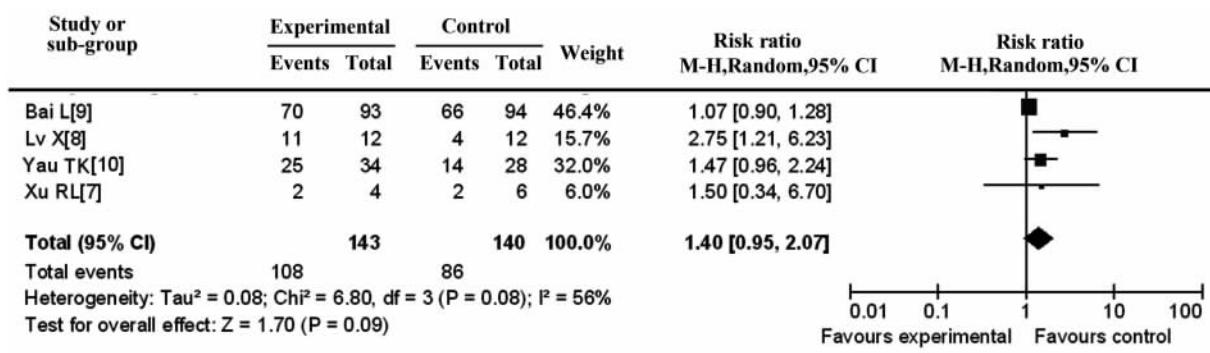 Study or sub-group Experimental Control Weight Risk ratio Risk ratio
Events Total Events Total M-H,Random,95% CI M-H,Random,95% CI
Bai L[9] 70 93 66 94 46.4% 1.07 [0.90, 1.28]
Lv X[8] 11 12 4 12 15.7% 2.75 [1.21, 6.23]
Yau TK[10] 25 34 14 28 32.0% 1.47 [0.96, 2.24]
Xu RL[7] 2 4 2 6 6.0% 1.50 [0.34, 6.70]
Total (95% CI) 143 140 100.0% 1.40 [0.95, 2.07]
Total events 108 86
Heterogeneity: Tau² = 0.08; Chi² = 6.80, df = 3 (P = 0.08); I² = 56%
Test for overall effect: Z = 1.70 (P = 0.09)
0.01 0.1 1 10 100
Favours experimental Favours control